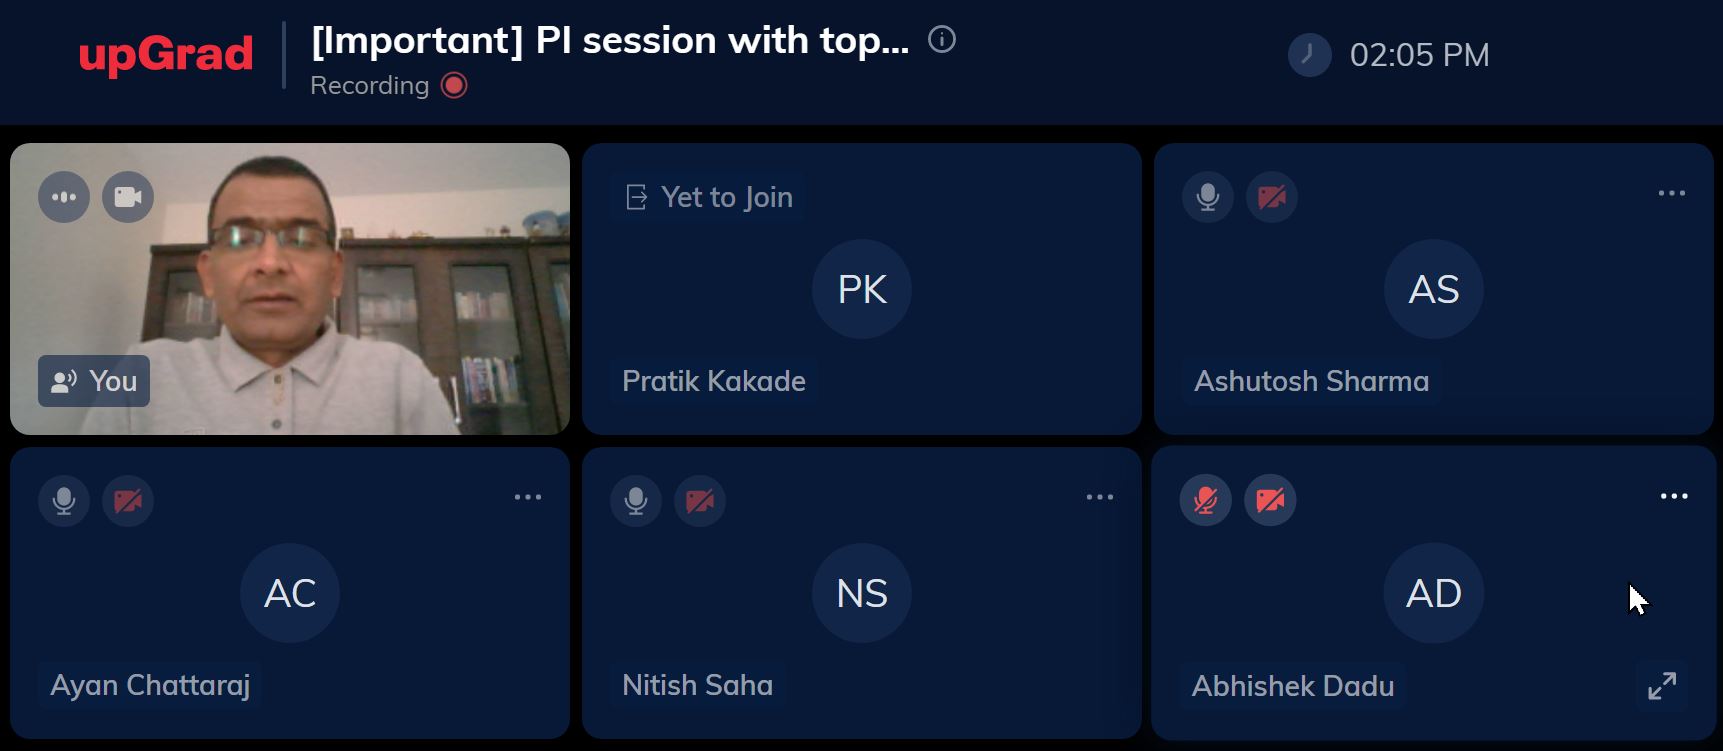 upGrad
[Important] PI session with top...
Recording
02:05 PM
You
Yet to Join
PK
Pratik Kakade
AS
Ashutosh Sharma
AC
Ayan Chattaraj
NS
Nitish Saha
AD
Abhishek Dadu